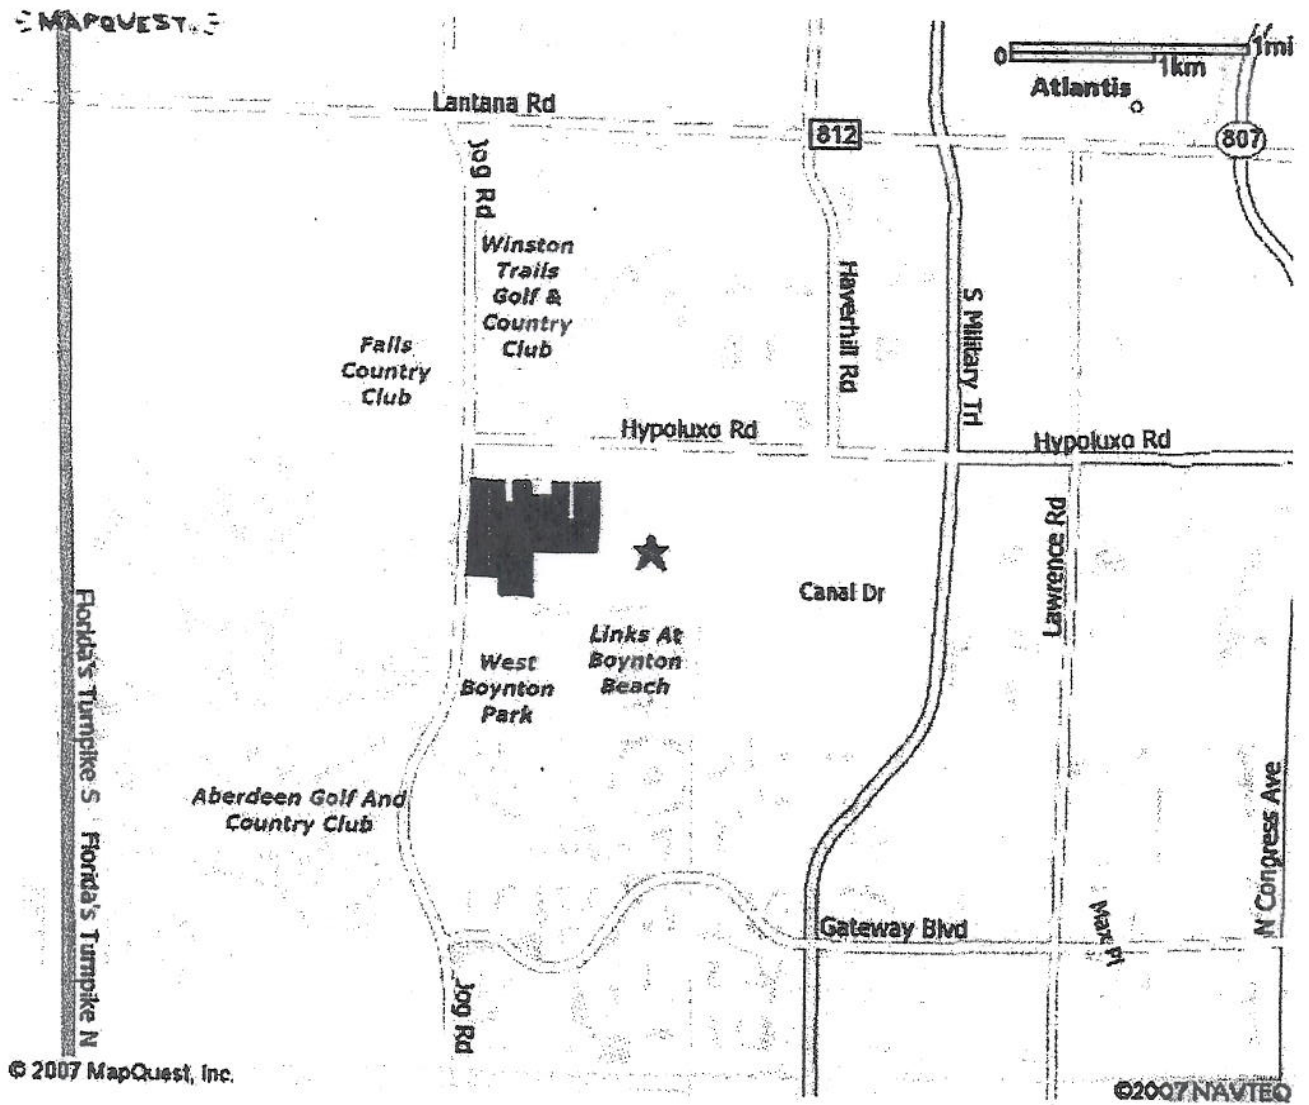 MAPQUEST
0 1mi
1km
Atlantis
Lantana Rd
812
807
Jog Rd
Winston
Trails
Golf &
Country
Club
Haverhill Rd
S Military Trl
Falls
Country
Club
Hypoluxo Rd
Hypoluxo Rd
Lawrence Rd
Canal Dr
Florida's Turnpike S
Links At
Boynton
Beach
West
Boynton
Park
Aberdeen Golf And
Country Club
N Congress Ave
Florida's Turnpike N
Gateway Blvd
Marc Pl
Jog Rd
© 2007 MapQuest, Inc.
©2007 NAVTEQ